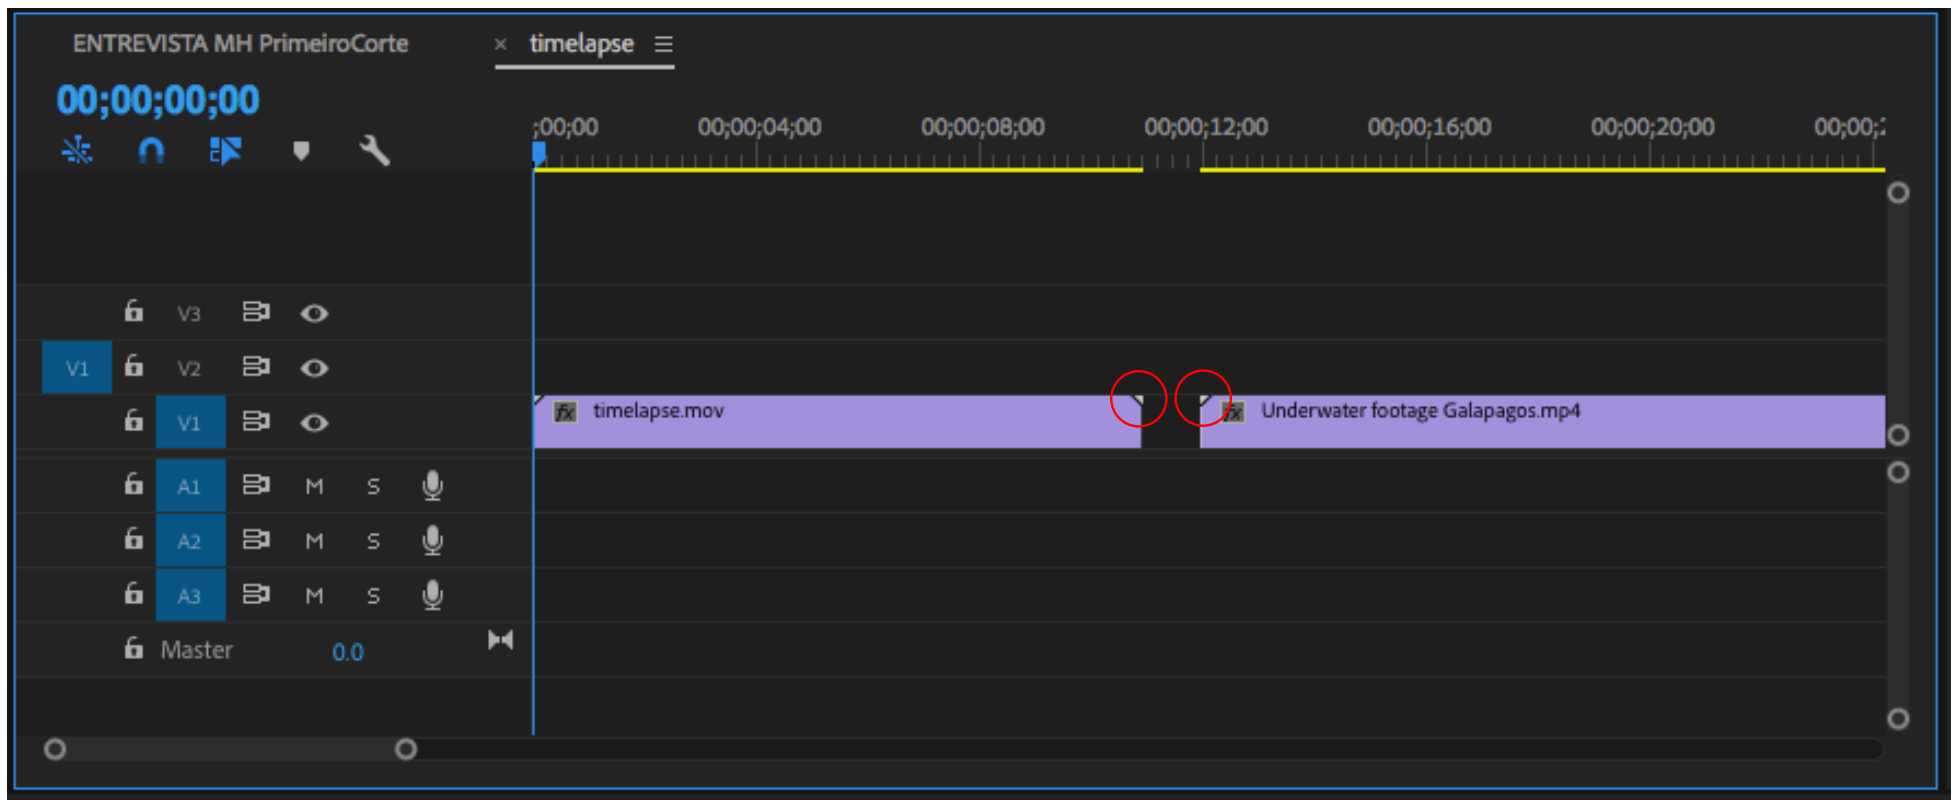 ENTREVISTA MH PrimeiroCorte × timelapse
00;00;00;00
;00;00 00;00;04;00 00;00;08;00 00;00;12;00 00;00;16;00 00;00;20;00 00;00;
V3
V1 V2
V1 fx timelapse.mov fx Underwater footage Galapagos.mp4
A1 M S
A2 M S
A3 M S
Master 0.0